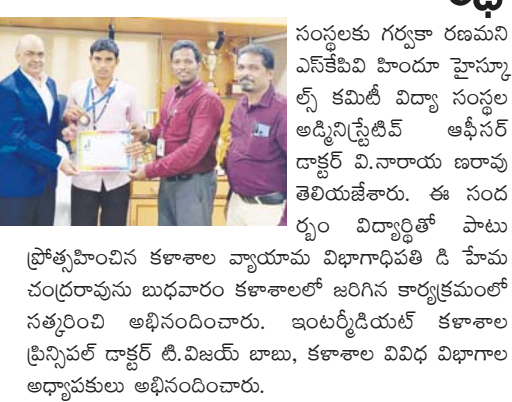 సంస్థలకు గర్వకా రణమని
ఎస్‌కేపివి హిందూ హైస్కూ
ల్స్ కమిటీ విద్యా సంస్థల
అడ్మినిస్ట్రేటివ్ ఆఫీసర్
డాక్టర్ వి.నారాయ ణరావు
తెలియజేశారు. ఈ సంద
ర్భం విద్యార్థితో పాటు
ప్రోత్సహించిన కళాశాల వ్యాయామ విభాగాధిపతి డి హేమ
చంద్రరావును బుధవారం కళాశాలలో జరిగిన కార్యక్రమంలో
సత్కరించి అభినందించారు. ఇంటర్మీడియట్ కళాశాల
ప్రిన్సిపల్ డాక్టర్ టి.విజయ్ బాబు, కళాశాల వివిధ విభాగాల
అధ్యాపకులు అభినందించారు.